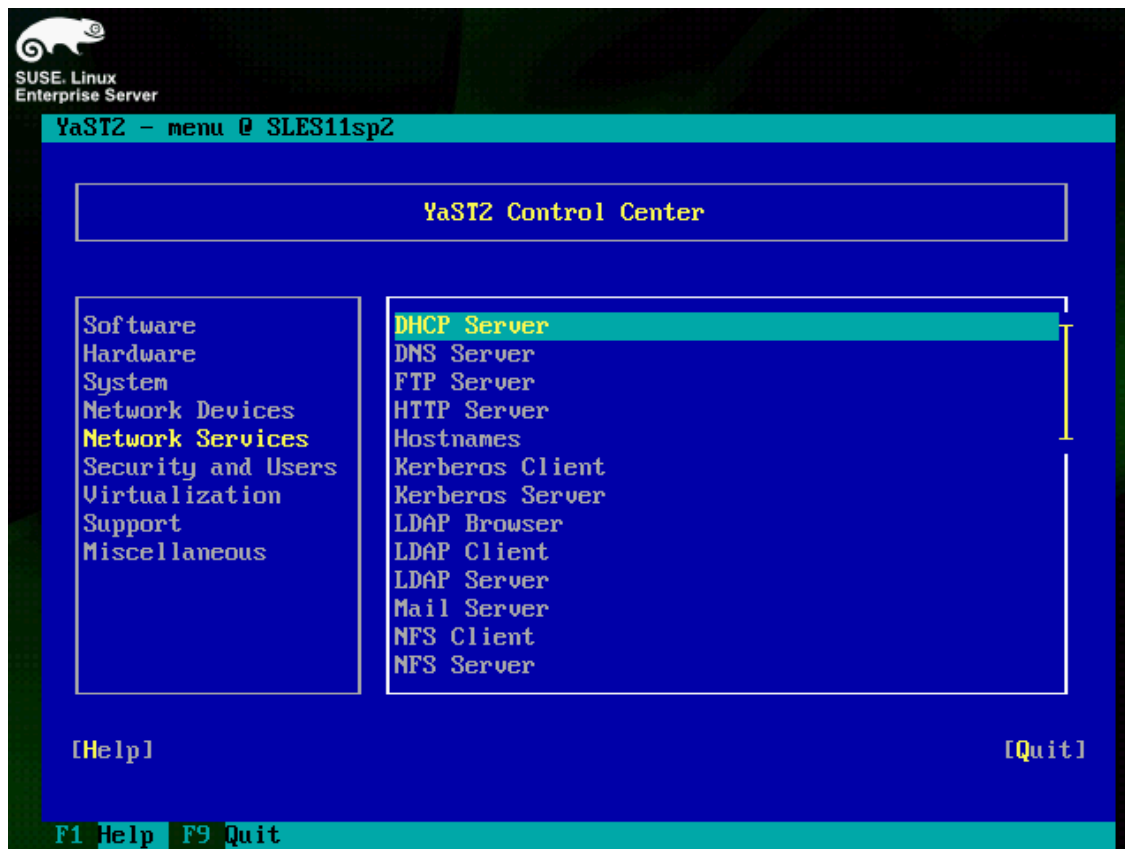 SUSE. Linux
Enterprise Server
YaST2 - menu @ SLES11sp2
YaST2 Control Center
Software
Hardware
System
Network Devices
Network Services
Security and Users
Virtualization
Support
Miscellaneous
DHCP Server
DNS Server
FTP Server
HTTP Server
Hostnames
Kerberos Client
Kerberos Server
LDAP Browser
LDAP Client
LDAP Server
Mail Server
NFS Client
NFS Server
[Help] [Quit]
F1 Help F9 Quit